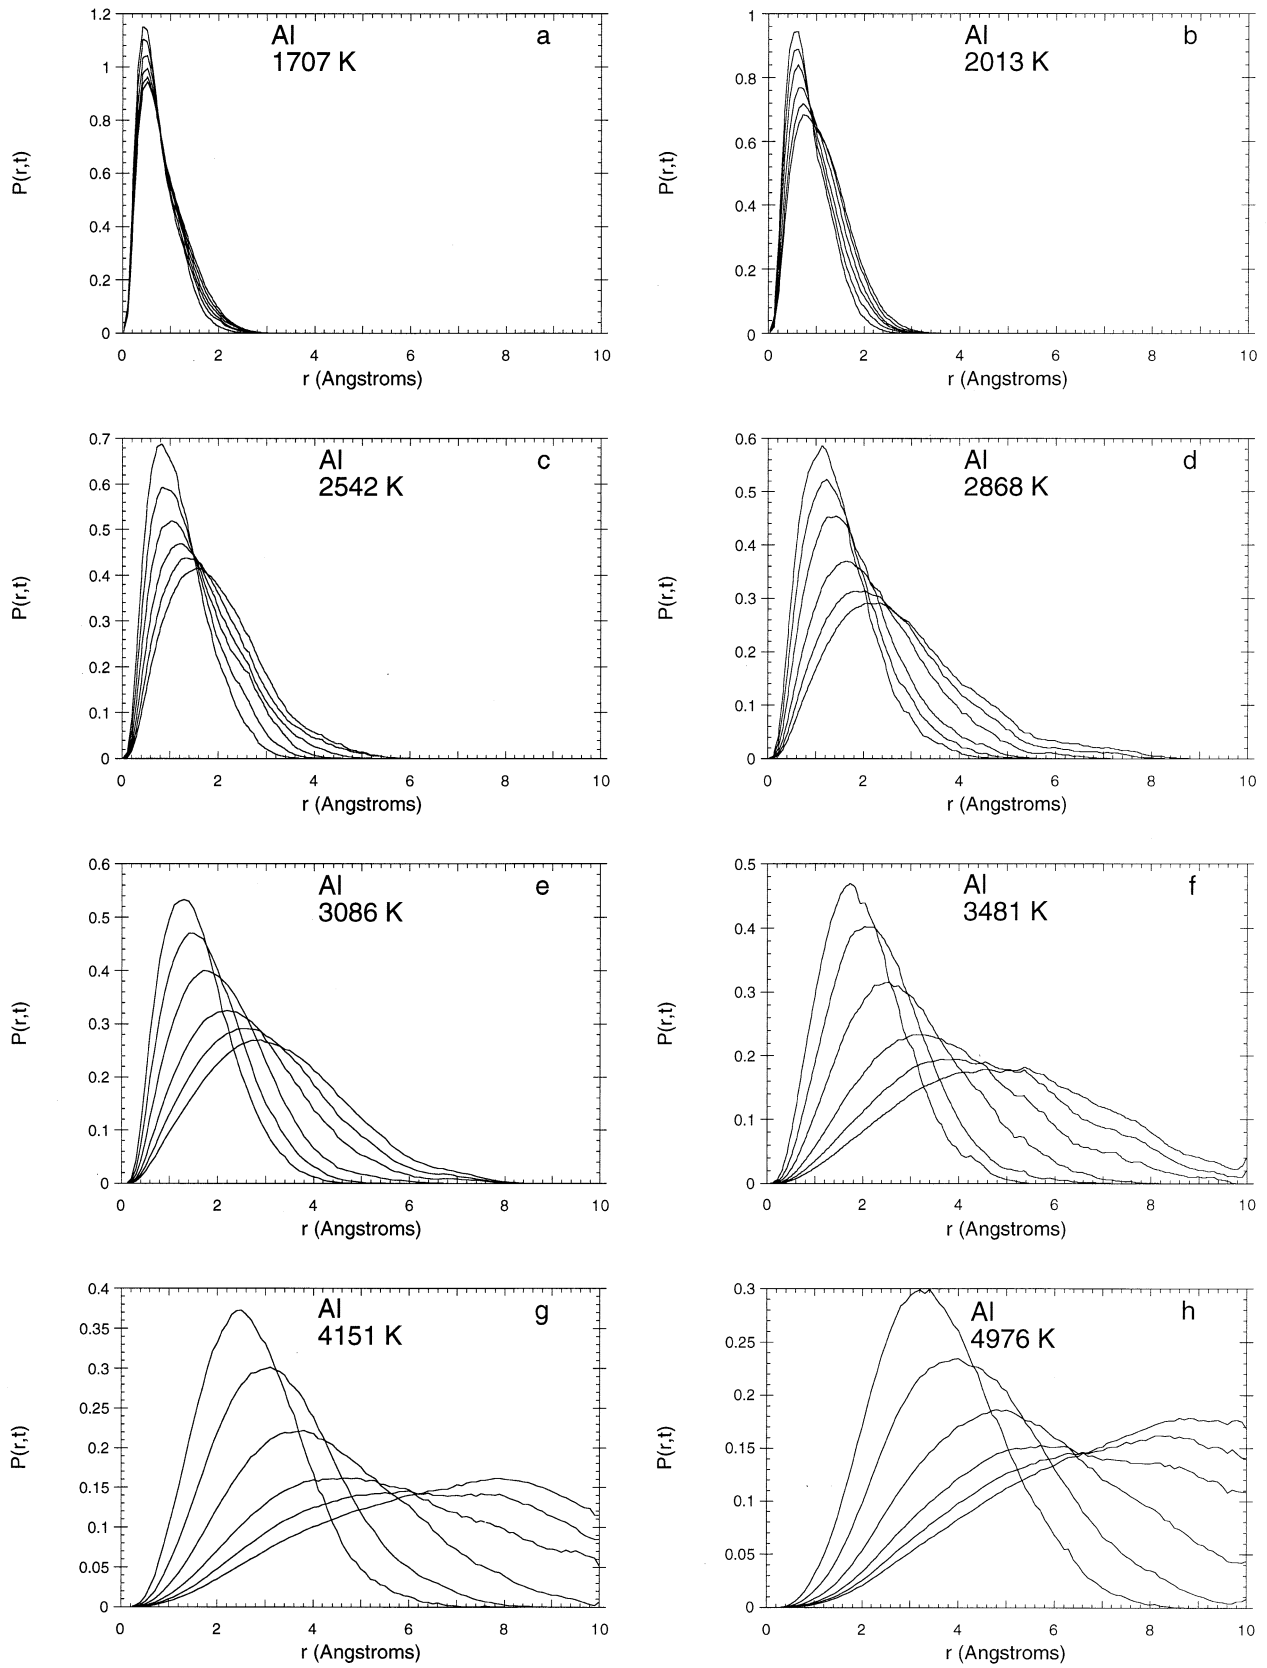 1.2
1
0.8
0.6
0.4
0.2
0
P(r,t)
Al
1707 K
a
0 2 4 6 8 10
r (Angstroms)
1
0.8
0.6
0.4
0.2
0
P(r,t)
Al
2013 K
b
0 2 4 6 8 10
r (Angstroms)
0.7
0.6
0.5
0.4
0.3
0.2
0.1
0
P(r,t)
Al
2542 K
c
0 2 4 6 8 10
r (Angstroms)
0.6
0.5
0.4
0.3
0.2
0.1
0
P(r,t)
Al
2868 K
d
0 2 4 6 8 10
r (Angstroms)
0.6
0.5
0.4
0.3
0.2
0.1
0
P(r,t)
Al
3086 K
e
0 2 4 6 8 10
r (Angstroms)
0.5
0.4
0.3
0.2
0.1
0
P(r,t)
Al
3481 K
f
0 2 4 6 8 10
r (Angstroms)
0.4
0.35
0.3
0.25
0.2
0.15
0.1
0.05
0
P(r,t)
Al
4151 K
g
0 2 4 6 8 10
r (Angstroms)
0.3
0.25
0.2
0.15
0.1
0.05
0
P(r,t)
Al
4976 K
h
0 2 4 6 8 10
r (Angstroms)